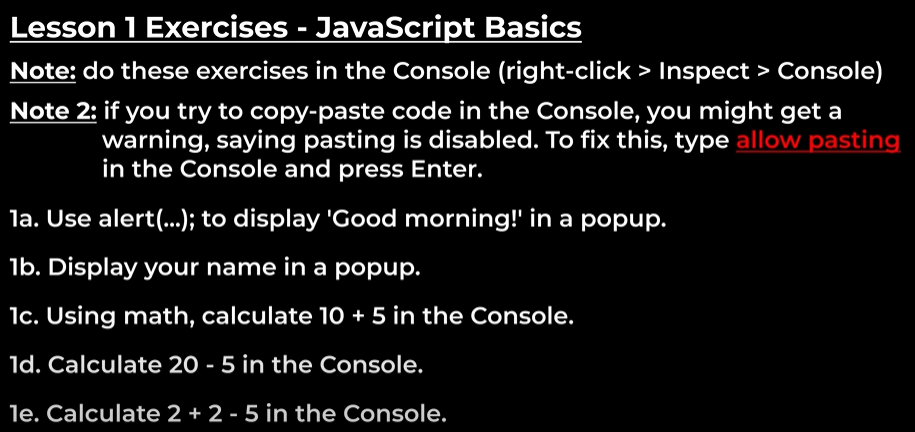 Lesson 1 Exercises - JavaScript Basics
Note: do these exercises in the Console (right-click > Inspect > Console)
Note 2: if you try to copy-paste code in the Console, you might get a
warning, saying pasting is disabled. To fix this, type allow pasting
in the Console and press Enter.
1a. Use alert(...); to display 'Good morning!' in a popup.
1b. Display your name in a popup.
1c. Using math, calculate 10 + 5 in the Console.
1d. Calculate 20 - 5 in the Console.
1e. Calculate 2 + 2 - 5 in the Console.